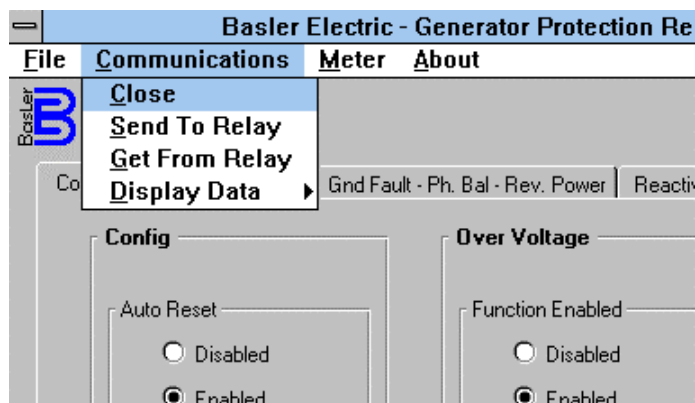 Basler Electric - Generator Protection Re
File Communications Meter About
Close
Send To Relay
Get From Relay
Display Data
Basler
Co Gnd Fault - Ph. Bal - Rev. Power Reactiv
Config Over Voltage
Auto Reset Function Enabled
Disabled Disabled
Enabled Enabled